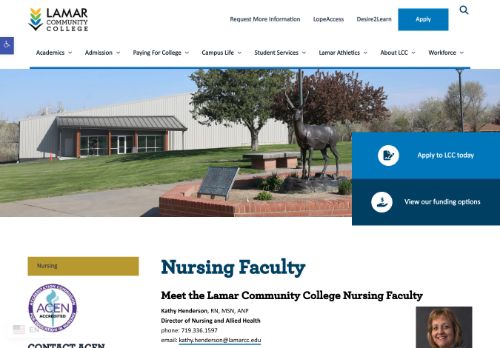 LAMAR
COMMUNITY
COLLEGE
Request More Information LopeAccess Desire2Learn Apply
Academics Admission Paying For College Campus Life Student Services Lamar Athletics About LCC Workforce
Apply to LCC today
View our funding options
Nursing
Nursing Faculty
Meet the Lamar Community College Nursing Faculty
Kathy Henderson, RN, MSN, ANP
Director of Nursing and Allied Health
phone: 719.336.1597
email: kathy.henderson@lamarcc.edu
ACEN
ACCREDITED
EN
CONTACT ACEN